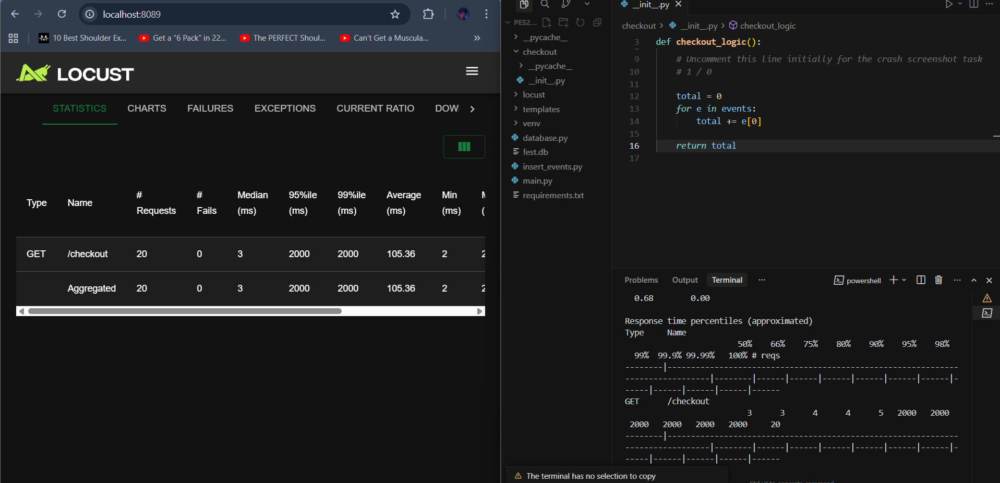 localhost:8089
10 Best Shoulder Ex...
Get a “6 Pack” in 22...
The PERFECT Shoul...
Can't Get a Muscula...
»
LOCUST
STATISTICS
CHARTS
FAILURES
EXCEPTIONS
CURRENT RATIO
DOW
Type Name # Requests # Fails Median (ms) 95%ile (ms) 99%ile (ms) Average (ms) Min (ms)
GET /checkout 20 0 3 2000 2000 105.36 2 2
Aggregated 20 0 3 2000 2000 105.36 2 2
PES2...
__pycache__
checkout
__pycache__
__init__.py
locust
templates
venv
database.py
fest.db
insert_events.py
main.py
requirements.txt
__init__.py
checkout > __init__.py > checkout_logic
3 def checkout_logic():
9 # Uncomment this line initially for the crash screenshot task
10 # 1 / 0
11
12 total = 0
13 for e in events:
14 total += e[0]
15
16 return total
17
Problems Output Terminal ... powershell
0.68 0.00
Response time percentiles (approximated)
Type Name
50% 66% 75% 80% 90% 95% 98%
99% 99.9% 99.99% 100% # reqs
--------|--------------------------------------------------------------
------------------|--------|------|------|------|------|------|------|-
-----|------|------|------|------
GET /checkout
3 3 4 4 5 2000 2000
2000 2000 2000 2000 20
--------|--------------------------------------------------------------
------------------|--------|------|------|------|------|------|------|-
-----|------|------|------|------
The terminal has no selection to copy